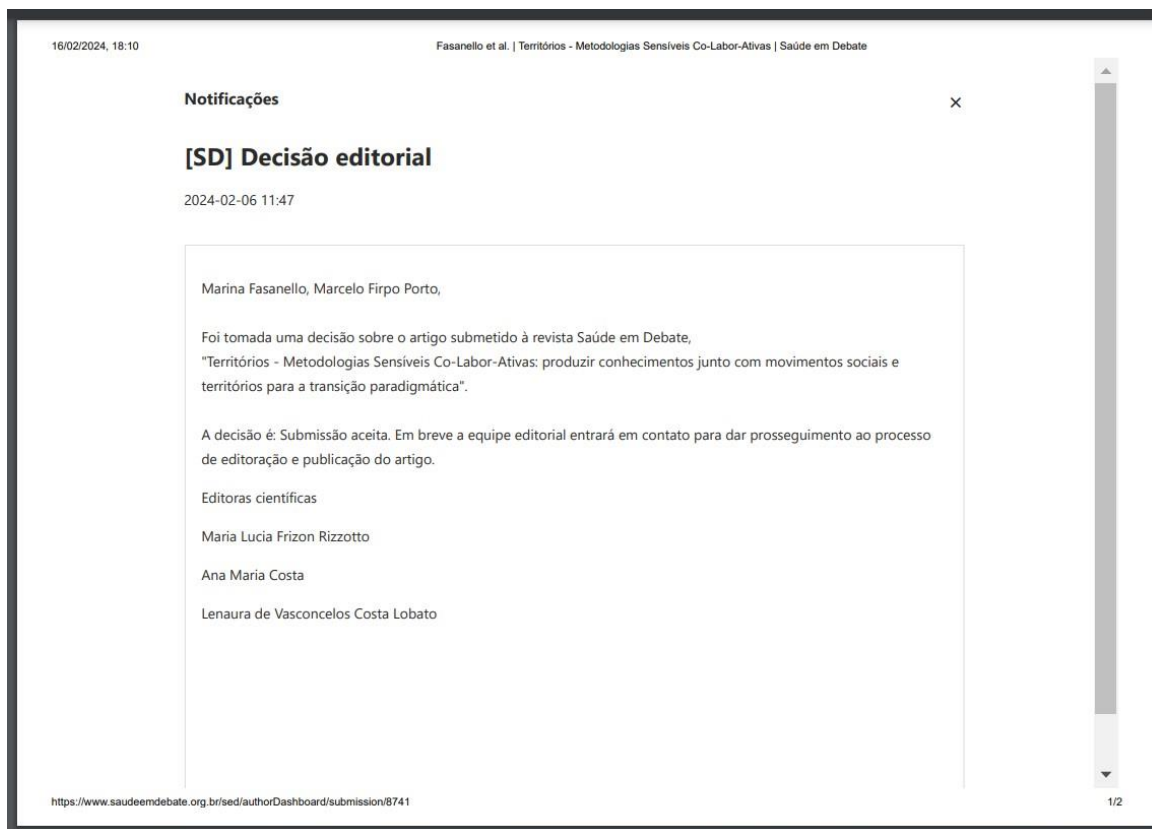 16/02/2024, 18:10
Fasanello et al. | Territórios - Metodologias Sensíveis Co-Labor-Ativas | Saúde em Debate
Notificações
×
[SD] Decisão editorial
2024-02-06 11:47
Marina Fasanello, Marcelo Firpo Porto,
Foi tomada uma decisão sobre o artigo submetido à revista Saúde em Debate,
"Territórios - Metodologias Sensíveis Co-Labor-Ativas: produzir conhecimentos junto com movimentos sociais e
territórios para a transição paradigmática".
A decisão é: Submissão aceita. Em breve a equipe editorial entrará em contato para dar prosseguimento ao processo
de editoração e publicação do artigo.
Editoras científicas
Maria Lucia Frizon Rizzotto
Ana Maria Costa
Lenaura de Vasconcelos Costa Lobato
https://www.saudeemdebate.org.br/sed/authorDashboard/submission/8741
1/2